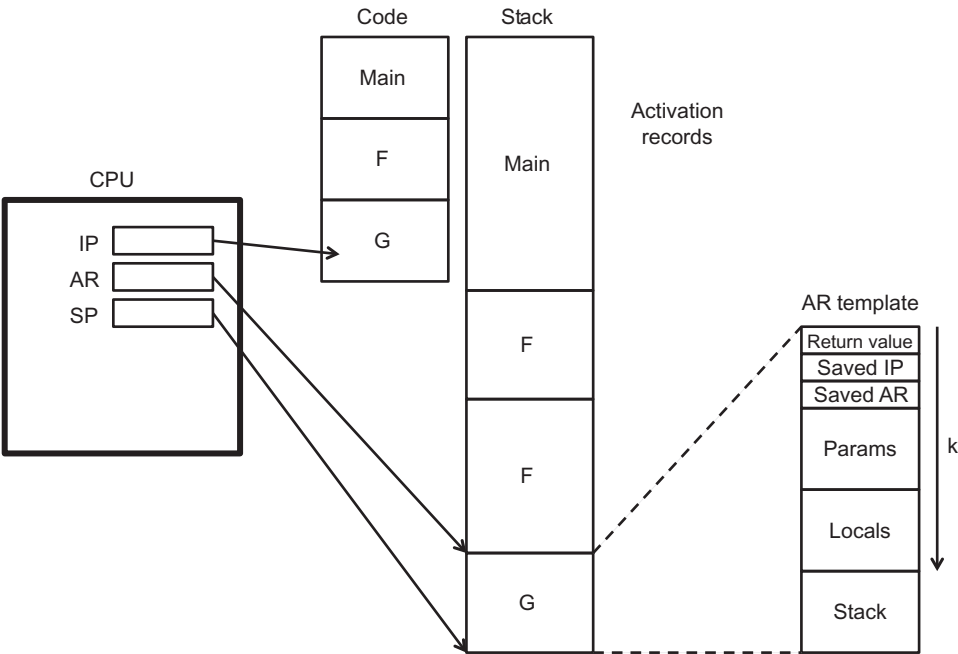 Code
Stack
Main
F
G
Main
F
F
G
Activation
records
CPU
IP
AR
SP
AR template
Return value
Saved IP
Saved AR
Params
Locals
Stack
k